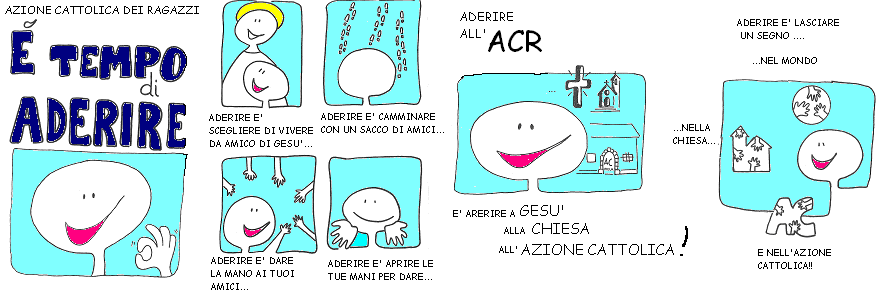 AZIONE CATTOLICA DEI RAGAZZI
É TEMPO
di
ADERIRE
ADERIRE E'
SCEGLIERE DI VIVERE
DA AMICO DI GESU'...
ADERIRE E' CAMMINARE
CON UN SACCO DI AMICI...
ADERIRE E' DARE
LA MANO AI TUOI
AMICI...
ADERIRE E' APRIRE LE
TUE MANI PER DARE...
ADERIRE
ALL' ACR
...
AC
E' ARERIRE A GESU'
ALLA CHIESA
ALL' AZIONE CATTOLICA!
ADERIRE E' LASCIARE
UN SEGNO ....
...NEL MONDO
...NELLA
CHIESA...
AC
E NELL'AZIONE
CATTOLICA!!